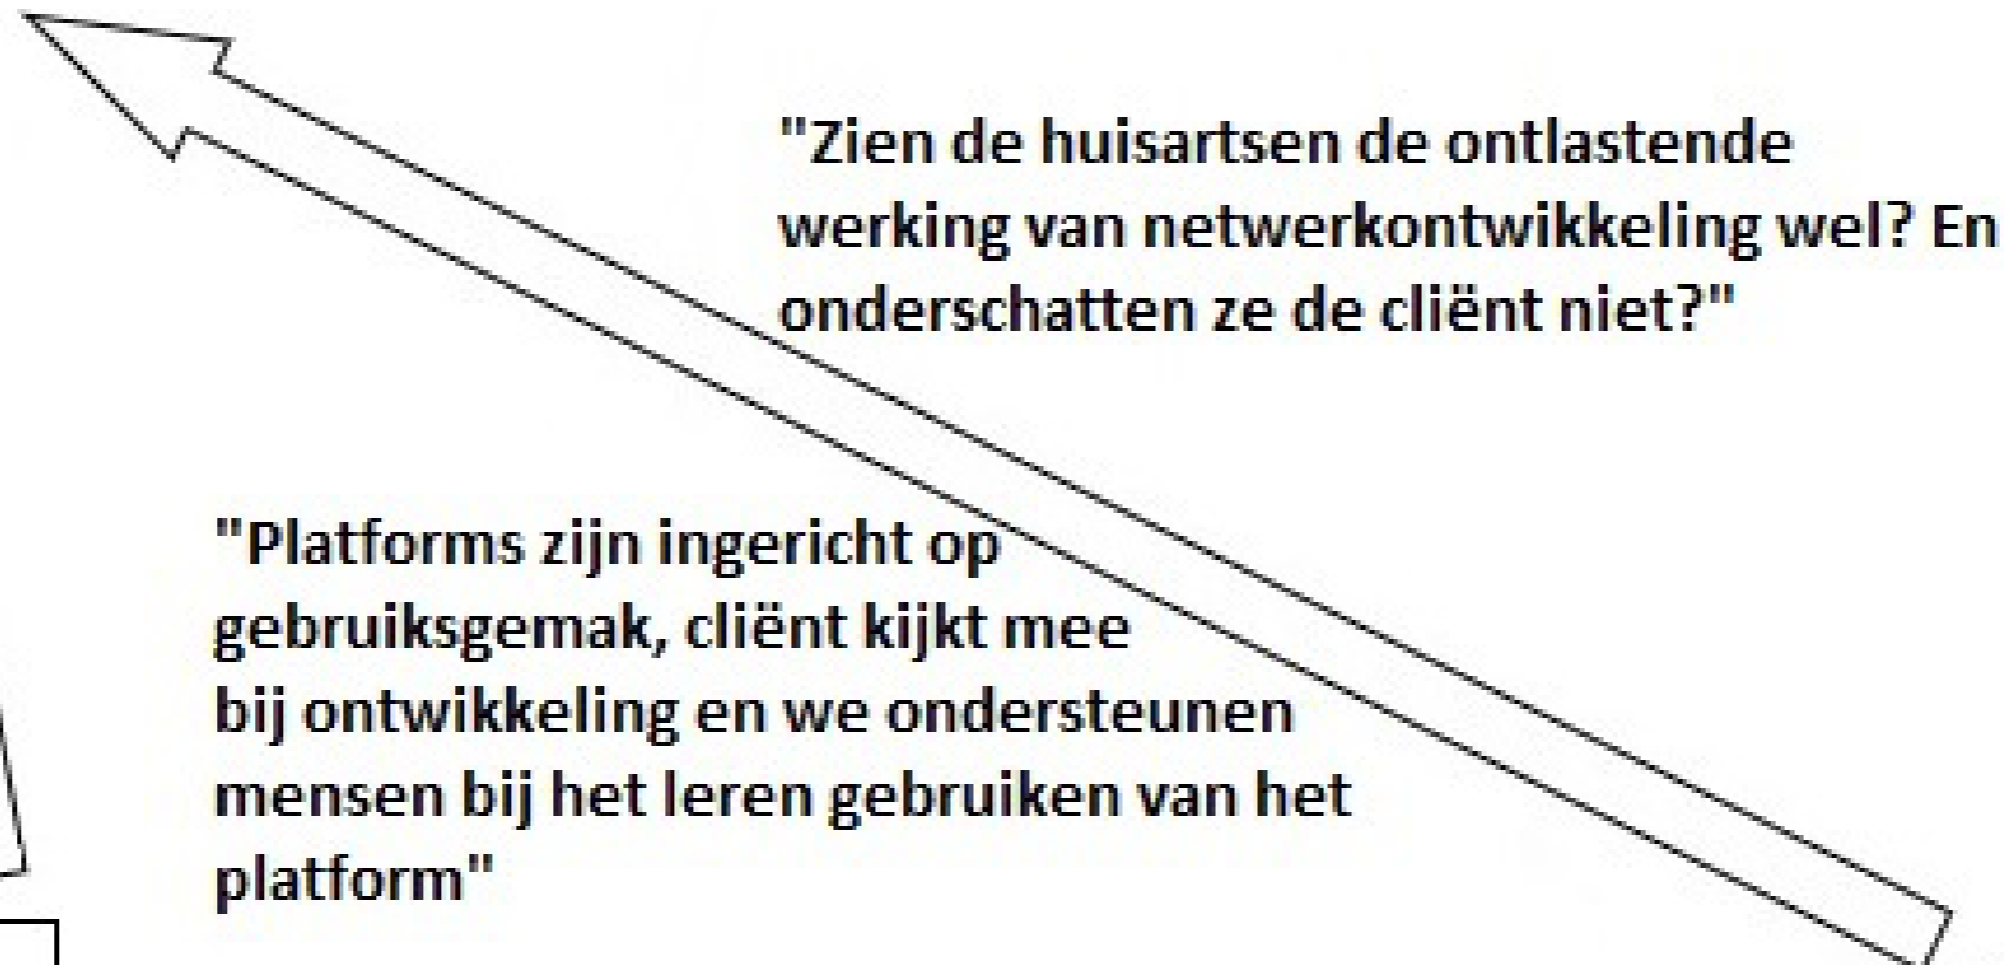 "Zien de huisartsen de ontlastende
werking van netwerkontwikkeling wel? En
onderschatten ze de cliënt niet?"
"Platforms zijn ingericht op
gebruiksgemak, cliënt kijkt mee
bij ontwikkeling en we ondersteunen
mensen bij het leren gebruiken van het
platform"